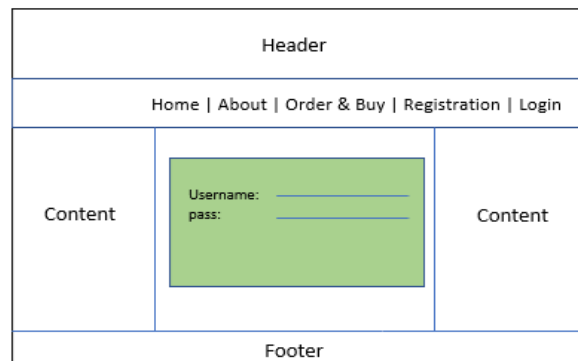 Header
Home | About | Order & Buy | Registration | Login
Content
Username:
pass:
Content
Footer